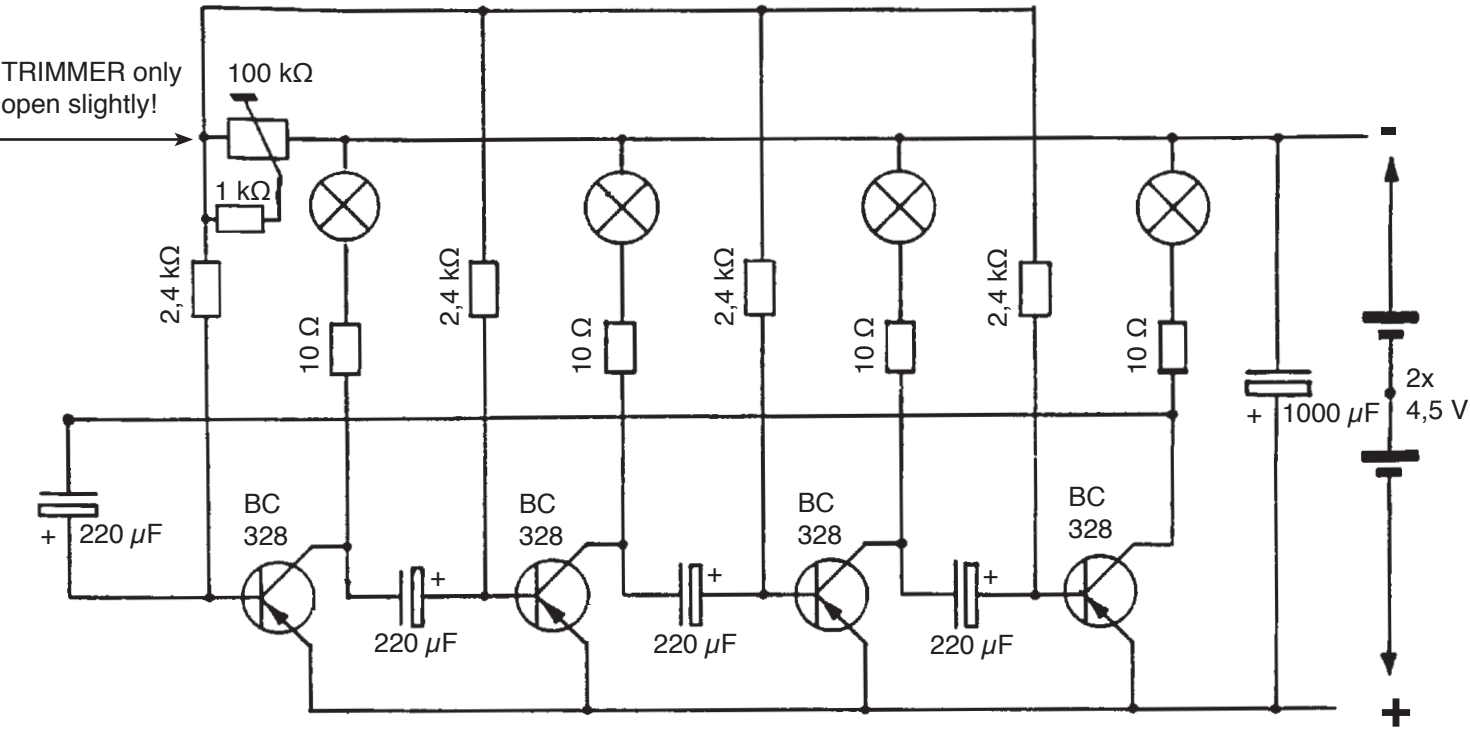 TRIMMER only
open slightly!
100 kΩ
-
1 kΩ
2,4 kΩ
10 Ω
2,4 kΩ
10 Ω
2,4 kΩ
10 Ω
2,4 kΩ
10 Ω
+ 1000 µF
2x
4,5 V
+ 220 µF
BC
328
BC
328
BC
328
BC
328
+
220 µF
+
220 µF
+
220 µF
+